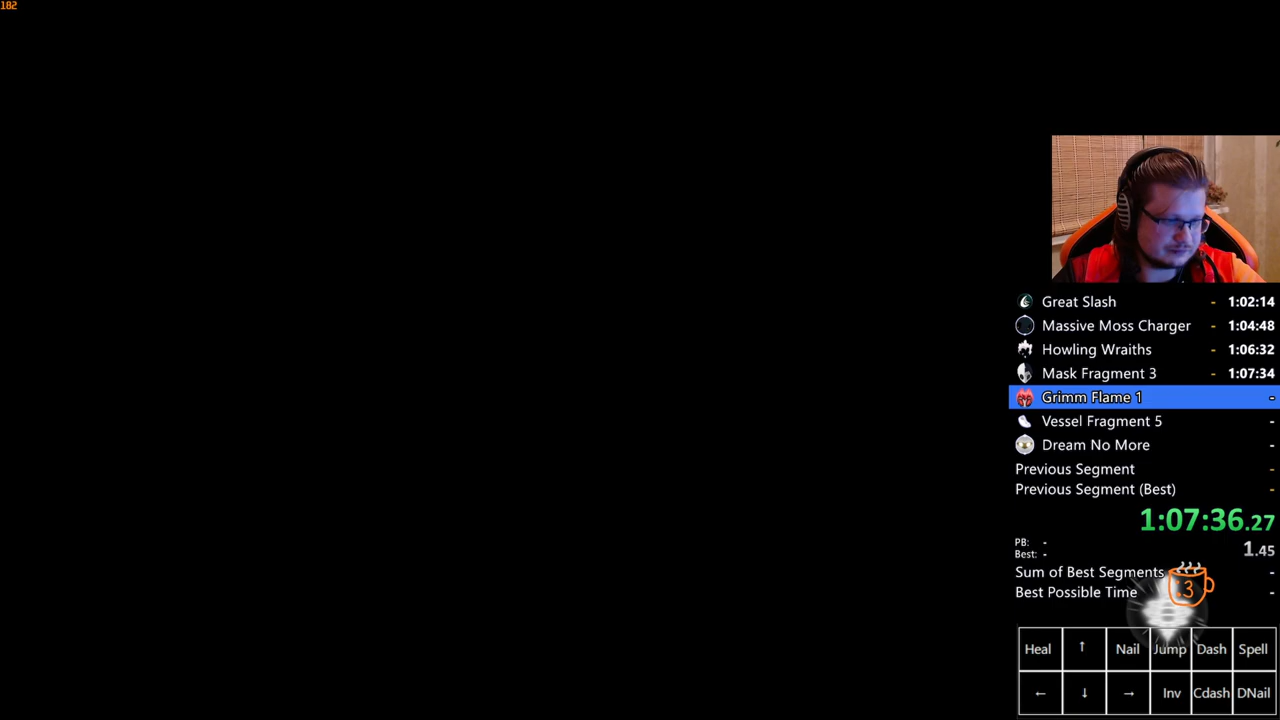 182
Great Slash - 1:02:14
Massive Moss Charger - 1:04:48
Howling Wraiths - 1:06:32
Mask Fragment 3 - 1:07:34
Grimm Flame 1 -
Vessel Fragment 5 -
Dream No More -
Previous Segment -
Previous Segment (Best) -
1:07:36.27
PB: -
Best: -
1.45
Sum of Best Segments -
.3
Best Possible Time -
Heal ↑ Nail Jump Dash Spell
← ↓ → Inv Cdash DNail